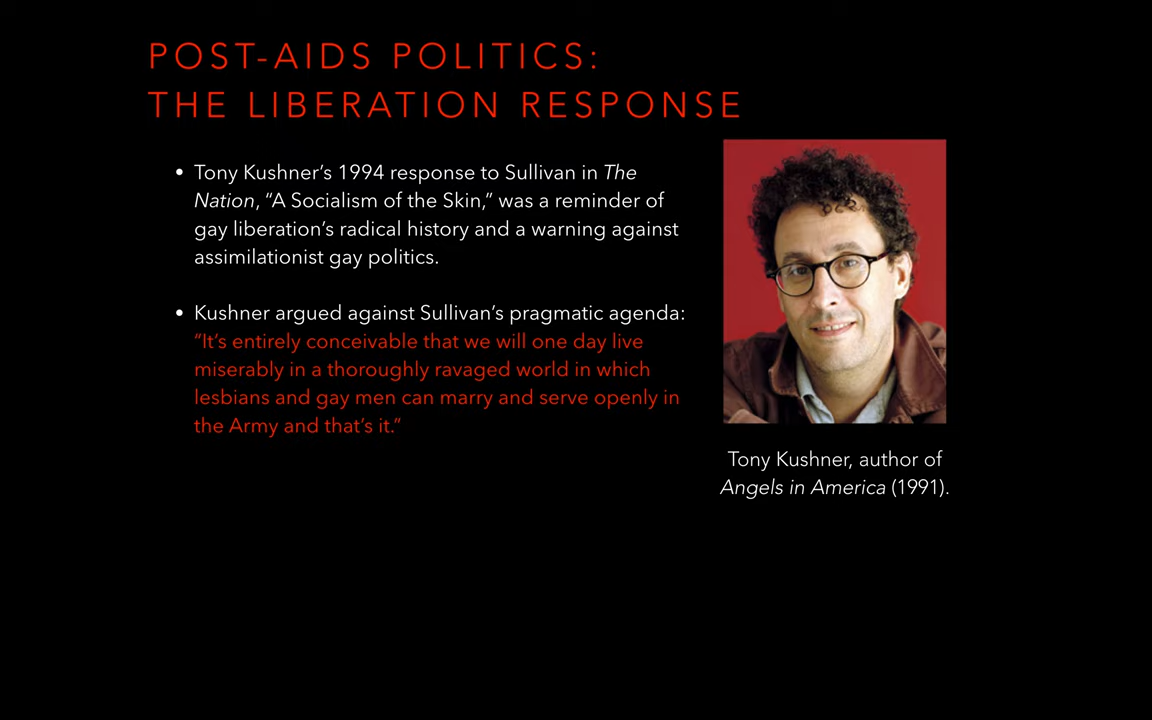 POST-AIDS POLITICS:
THE LIBERATION RESPONSE
• Tony Kushner’s 1994 response to Sullivan in The
Nation, “A Socialism of the Skin,” was a reminder of
gay liberation’s radical history and a warning against
assimilationist gay politics.
• Kushner argued against Sullivan’s pragmatic agenda:
“It’s entirely conceivable that we will one day live
miserably in a thoroughly ravaged world in which
lesbians and gay men can marry and serve openly in
the Army and that’s it.”
Tony Kushner, author of
Angels in America (1991).